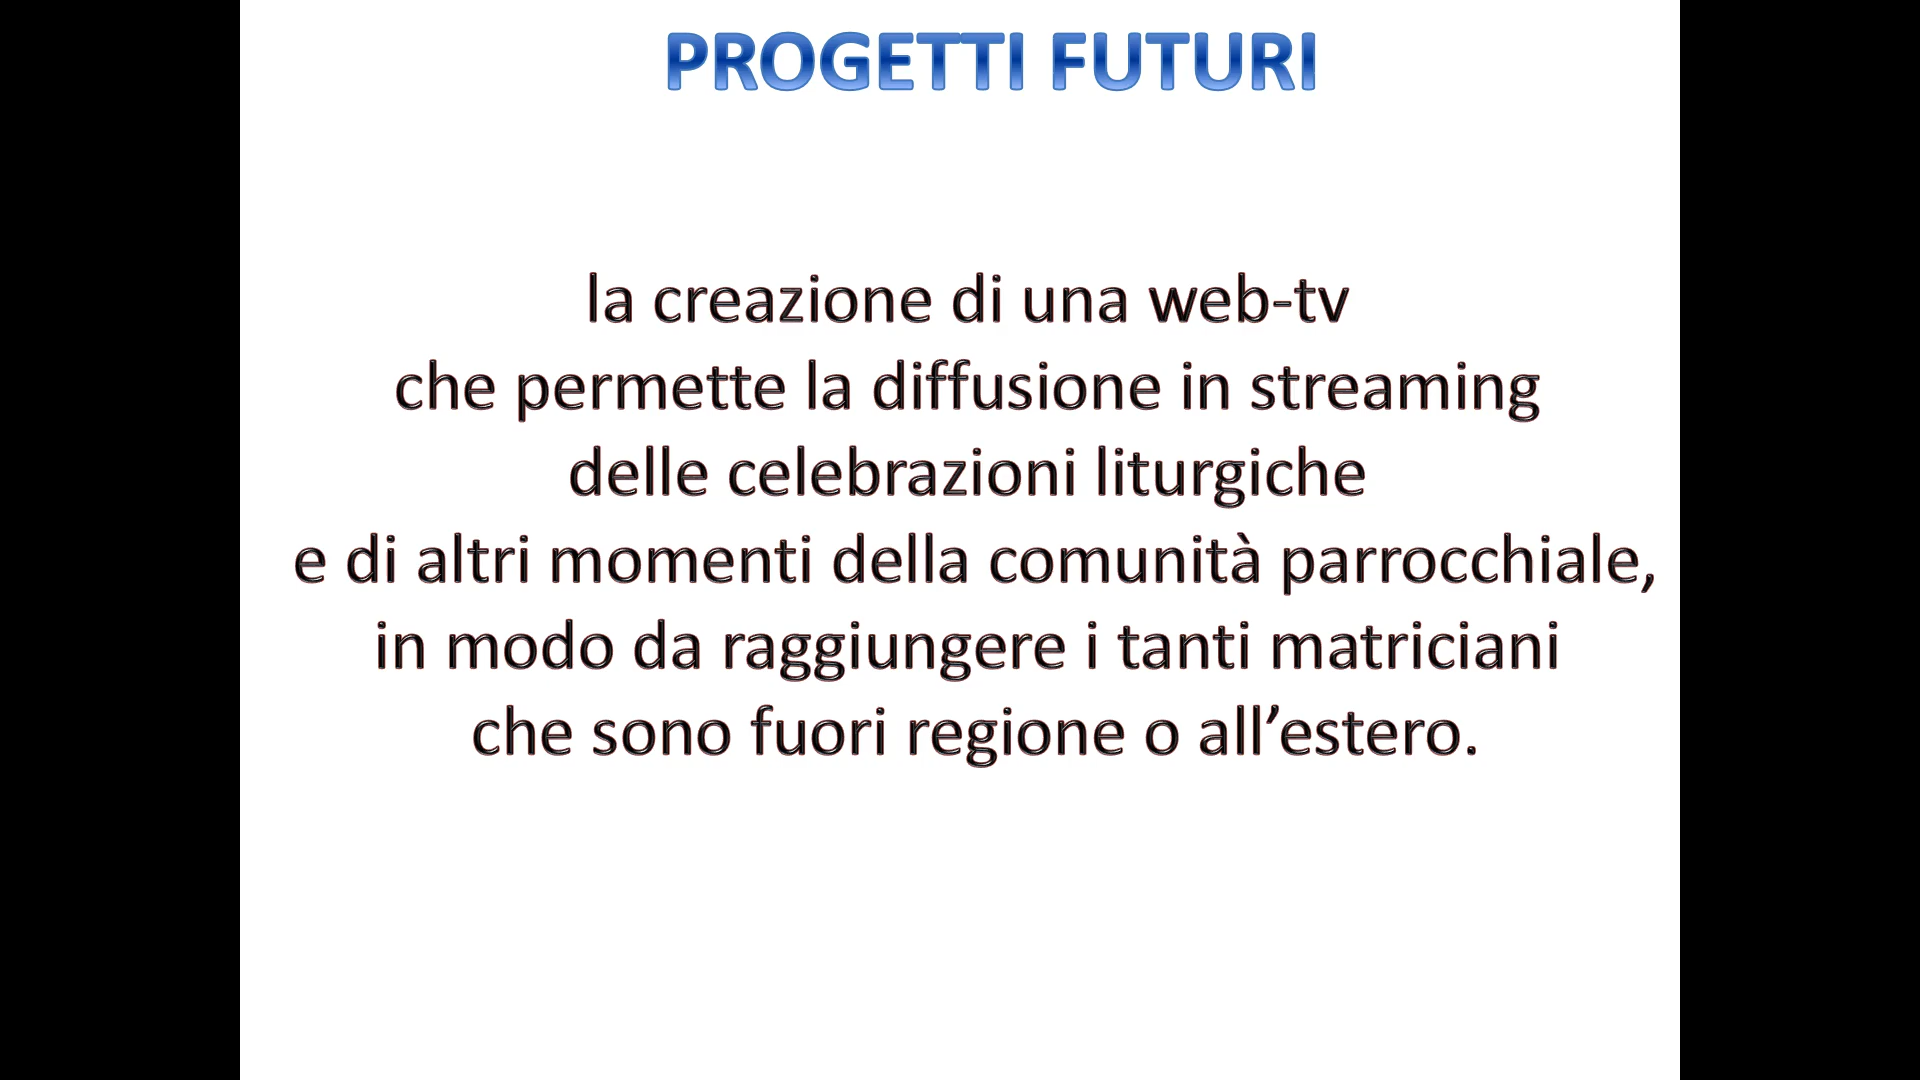 PROGETTI FUTURI
la creazione di una web-tv
che permette la diffusione in streaming
delle celebrazioni liturgiche
e di altri momenti della comunità parrocchiale,
in modo da raggiungere i tanti matriciani
che sono fuori regione o all’estero.